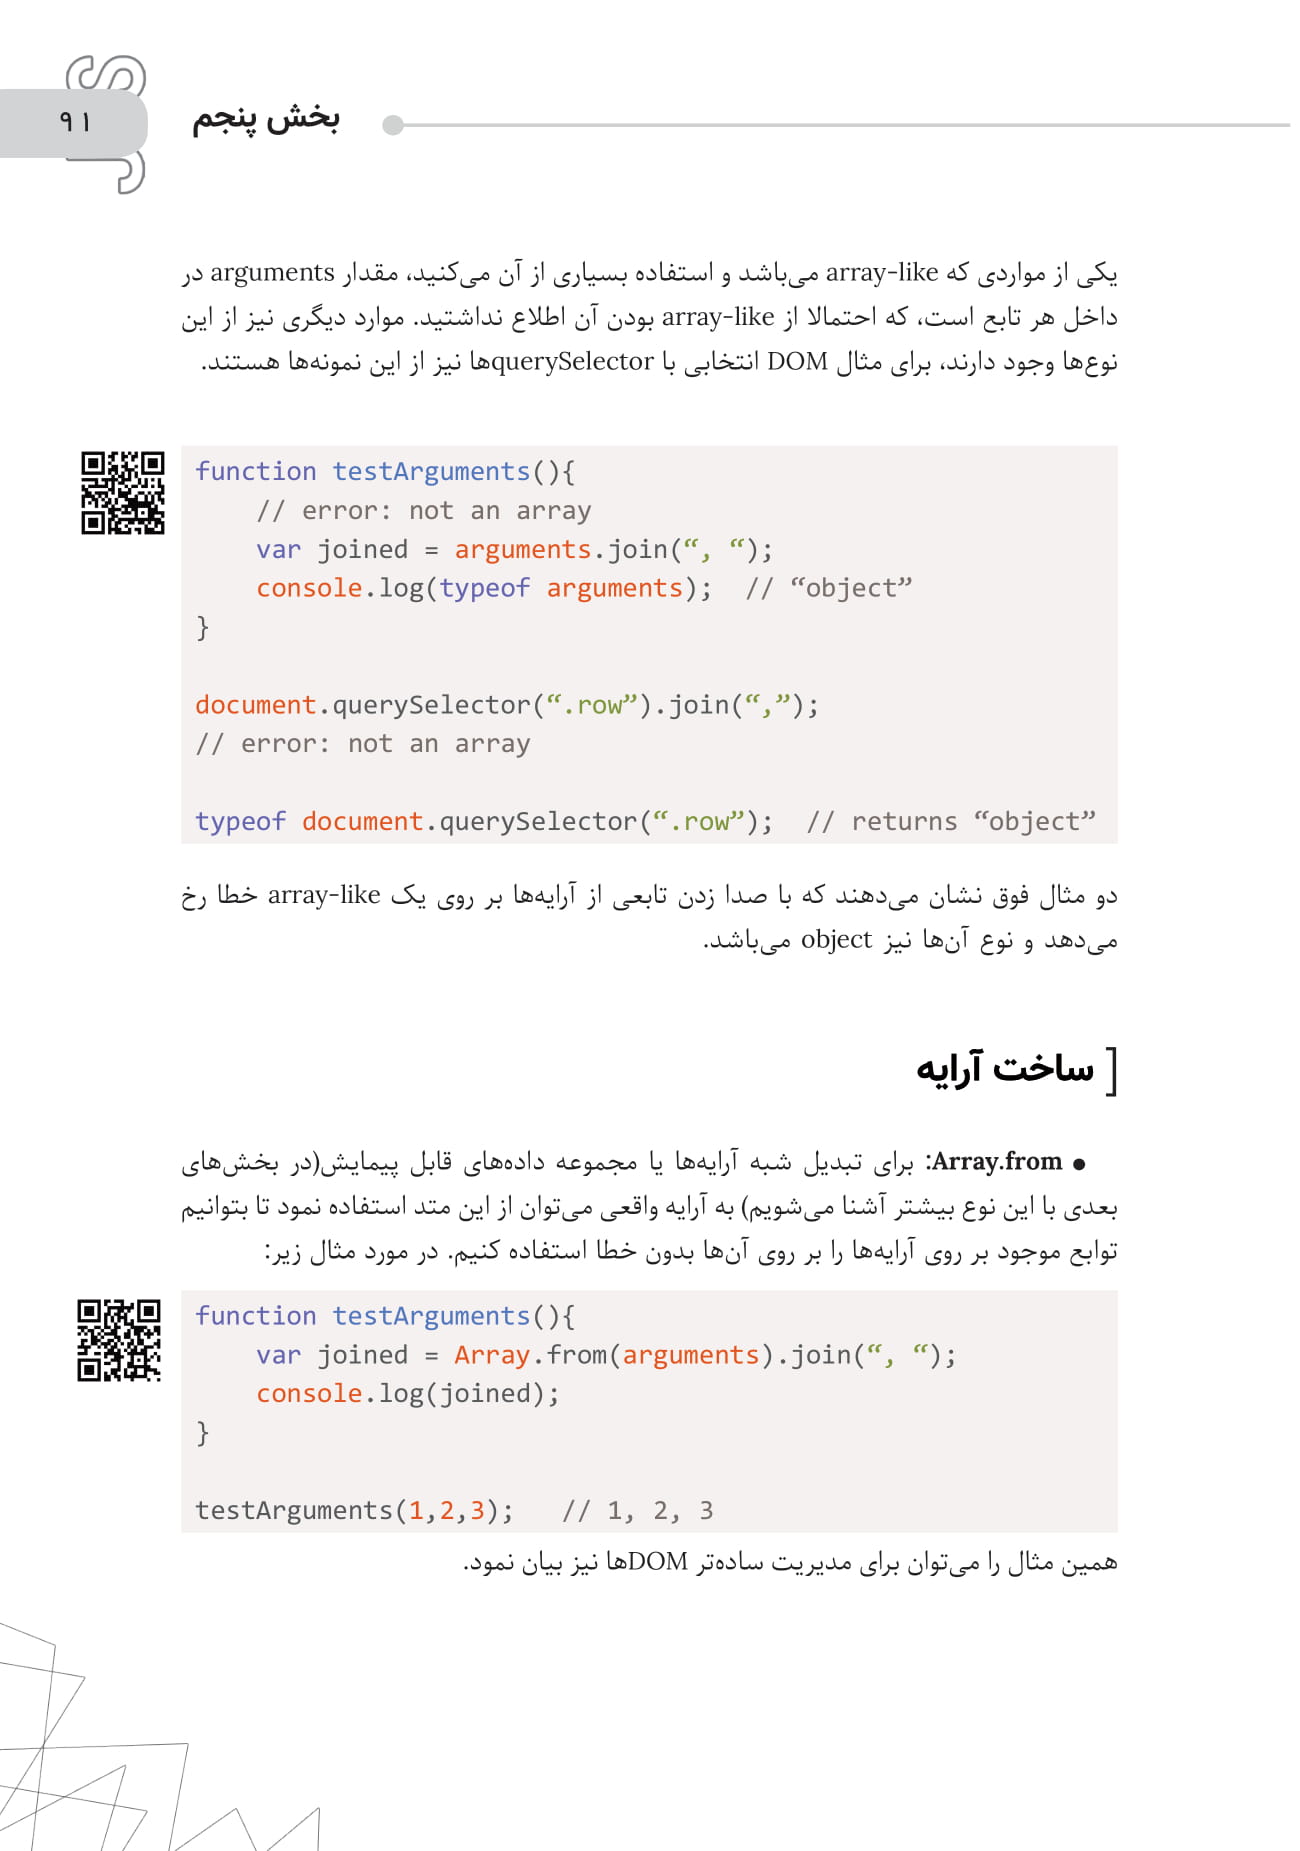 JS
۹۱
بخش پنجم
یکی از مواردی که array-like می‌باشد و استفاده بسیاری از آن می‌کنید، مقدار arguments در
داخل هر تابع است، که احتمالا از array-like بودن آن اطلاع نداشتید. موارد دیگری نیز از این
نوع‌ها وجود دارند، برای مثال DOM انتخابی با querySelectorها نیز از این نمونه‌ها هستند.
function testArguments(){
    // error: not an array
    var joined = arguments.join(“, “);
    console.log(typeof arguments);  // “object”
}
document.querySelector(“.row”).join(“,”);
// error: not an array
typeof document.querySelector(“.row”);  // returns “object”
دو مثال فوق نشان می‌دهند که با صدا زدن تابعی از آرایه‌ها بر روی یک array-like خطا رخ
می‌دهد و نوع آن‌ها نیز object می‌باشد.
[ ساخت آرایه
● Array.from: برای تبدیل شبه آرایه‌ها یا مجموعه داده‌های قابل پیمایش(در بخش‌های
بعدی با این نوع بیشتر آشنا می‌شویم) به آرایه واقعی می‌توان از این متد استفاده نمود تا بتوانیم
توابع موجود بر روی آرایه‌ها را بر روی آن‌ها بدون خطا استفاده کنیم. در مورد مثال زیر:
function testArguments(){
    var joined = Array.from(arguments).join(“, “);
    console.log(joined);
}
testArguments(1,2,3);   // 1, 2, 3
همین مثال را می‌توان برای مدیریت ساده‌تر DOMها نیز بیان نمود.